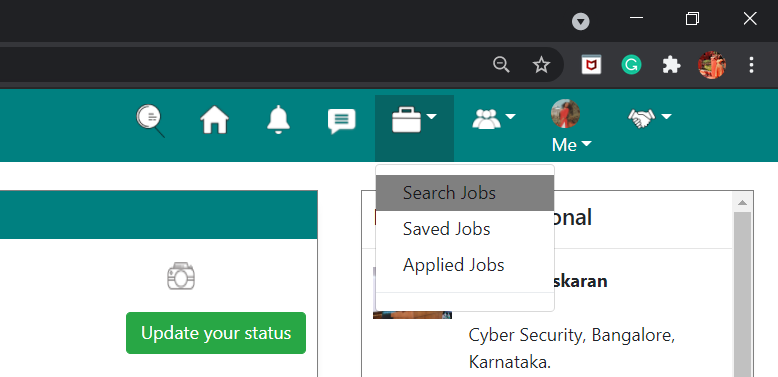 Me
Search Jobs
Saved Jobs
Applied Jobs
onal
skaran
Cyber Security, Bangalore,
Karnataka.
Update your status